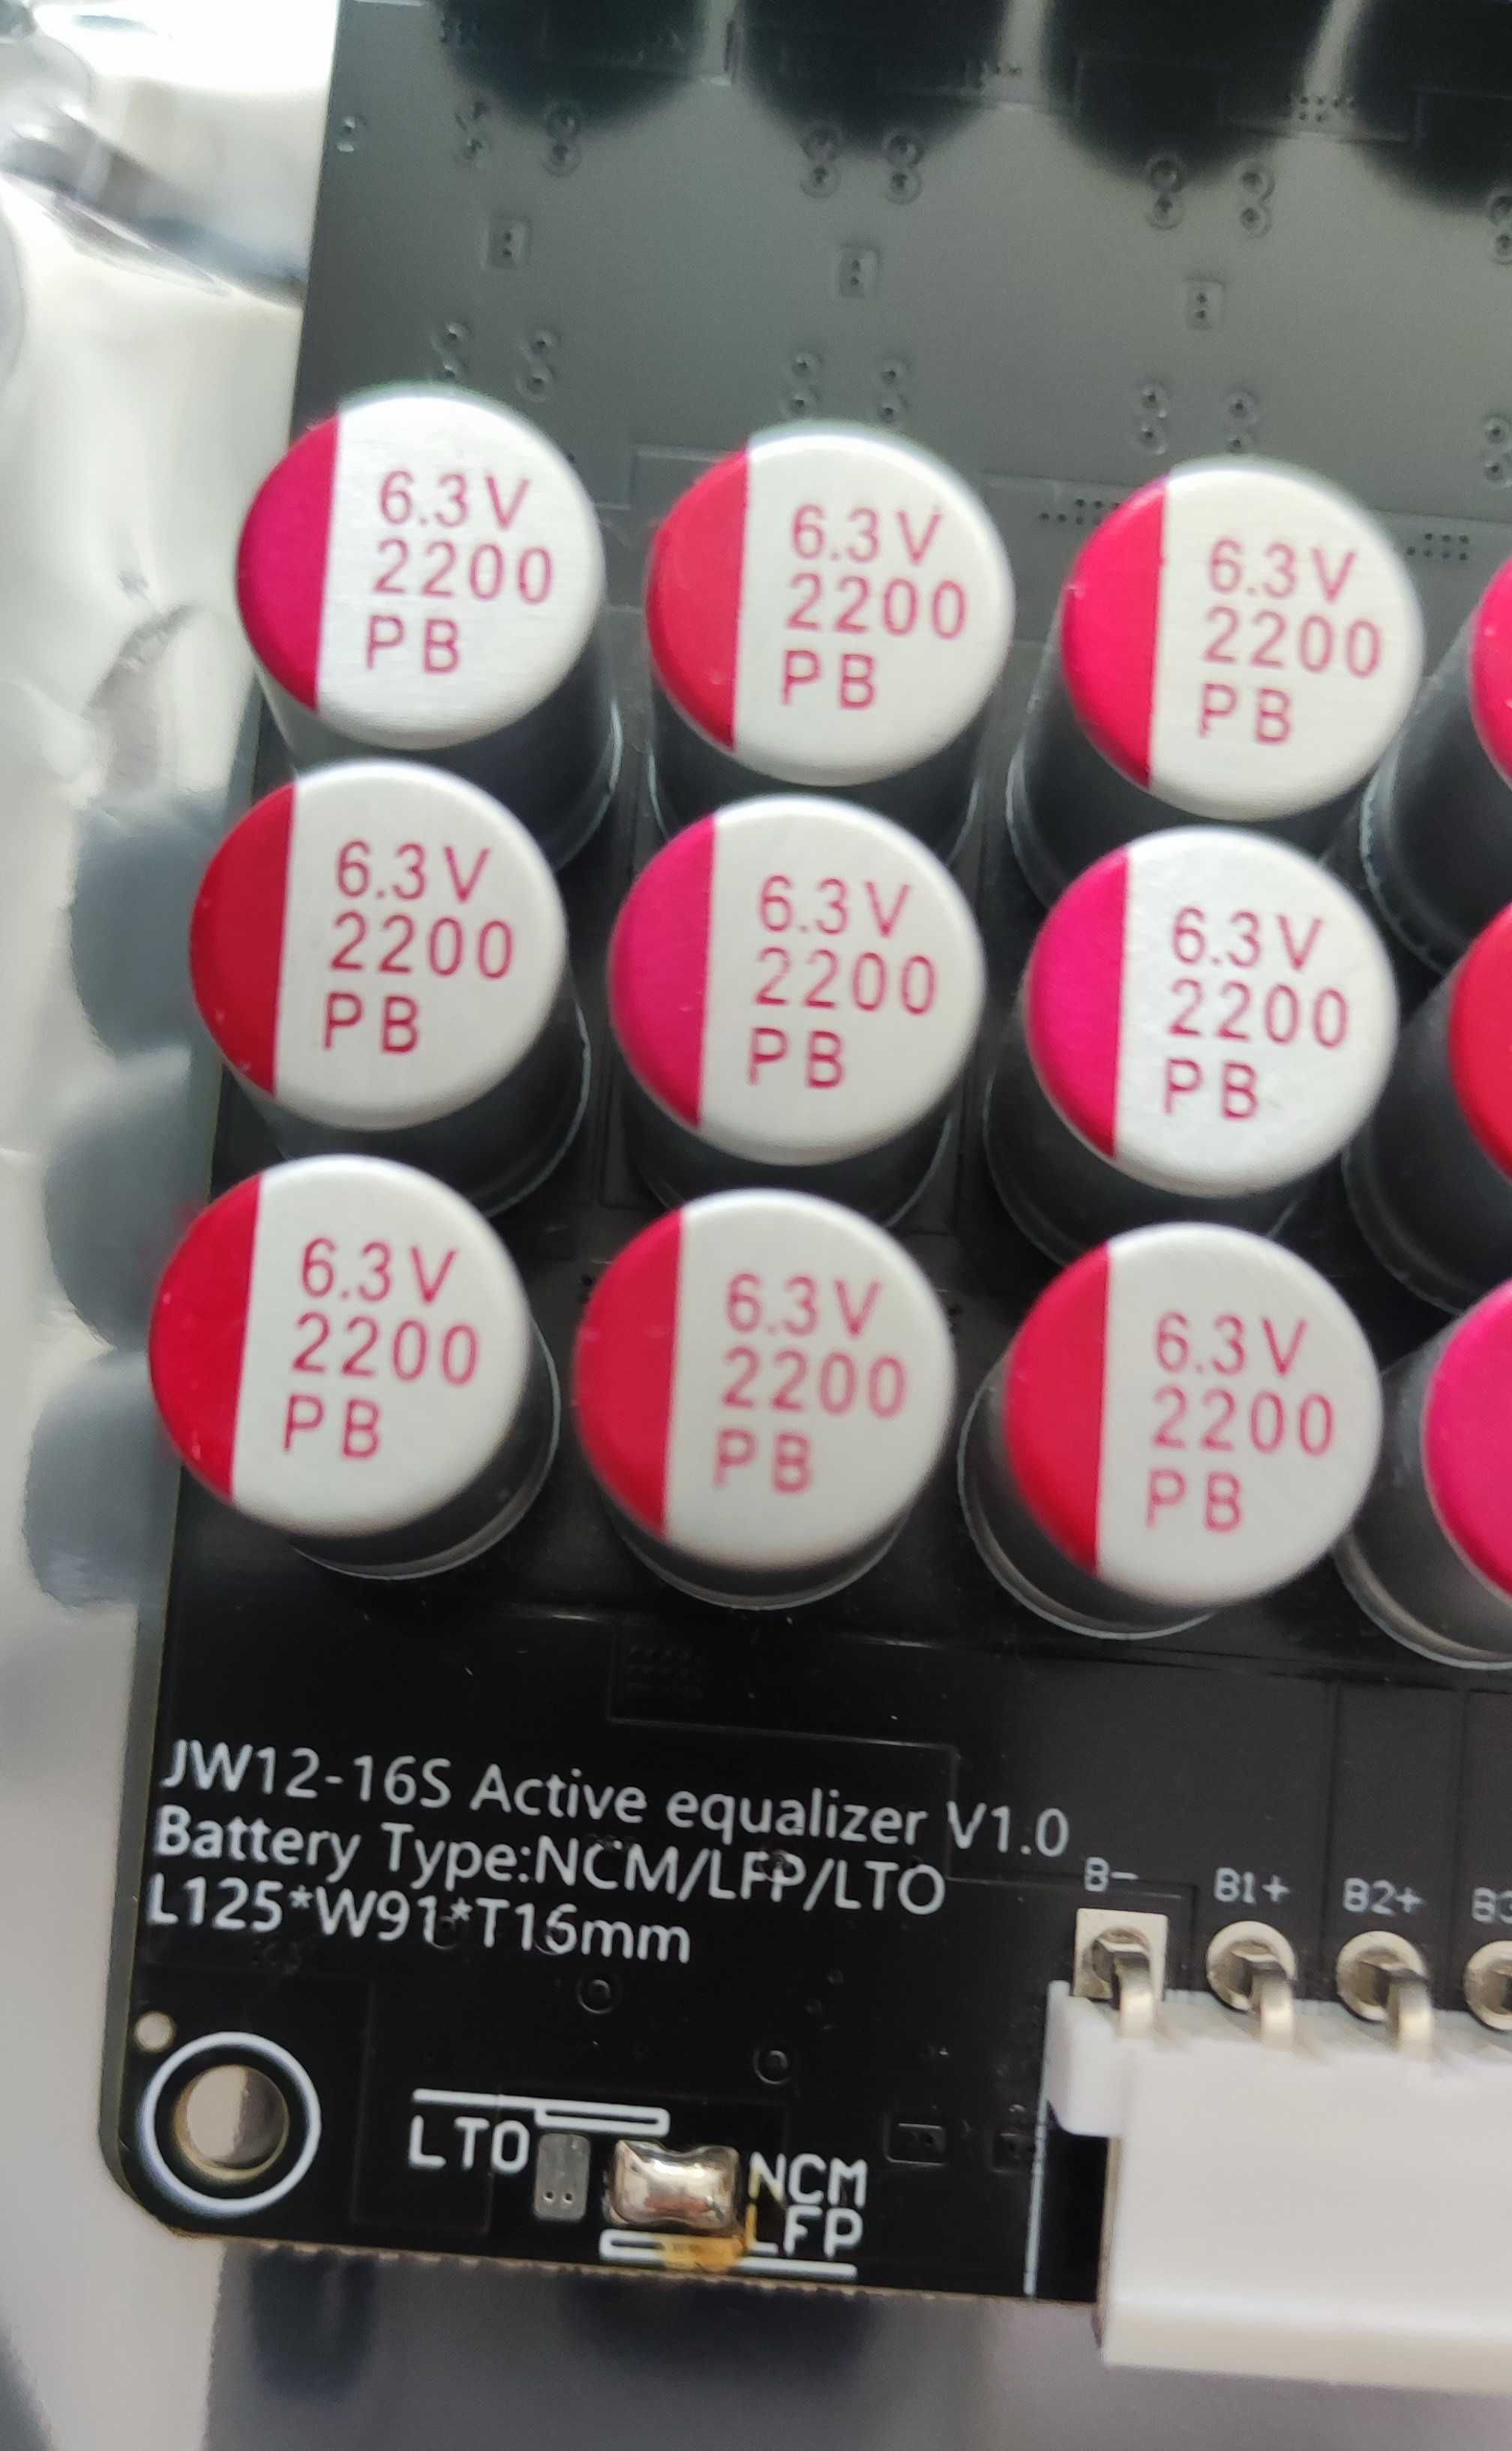 6.3V
2200
PB
6.3V
2200
PB
6.3V
2200
PB
6.3V
2200
PB
6.3V
2200
PB
6.3V
2200
PB
6.3V
2200
PB
6.3V
2200
PB
6.3V
2200
PB
JW12-16S Active equalizer V1.0
Battery Type:NCM/LFP/LTO
L125*W91*T16mm
B- B1+ B2+
LTO
NCM
LFP